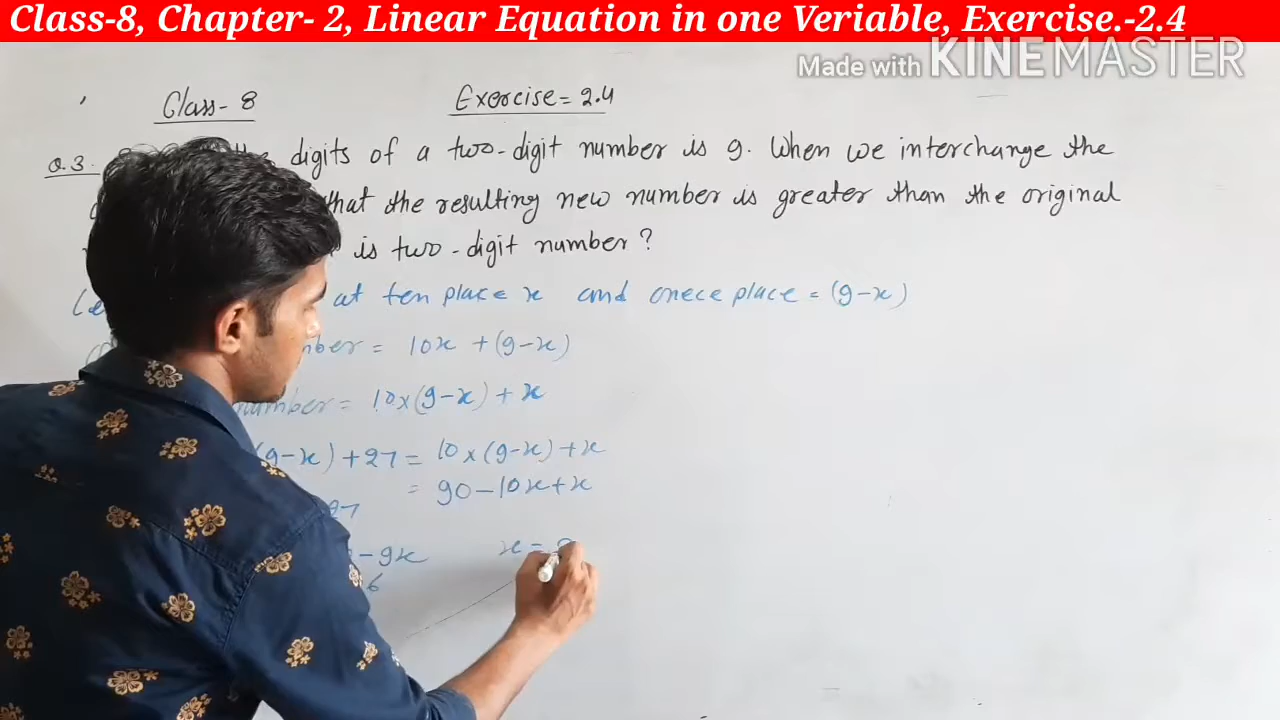 Class-8, Chapter- 2, Linear Equation in one Veriable, Exercise.-2.4
Made with KINEMASTER
Class- 8 Exercise= 2.4
Q.3. digits of a two-digit number is 9. When we interchange the
that the resulting new number is greater than the original
is two-digit number?
at ten place x and onece place = (9-x)
= 10x + (9-x)
number = 10x(9-x) + x
(9-x) + 27 = 10x(9-x) + x
27 = 90 - 10x + x
- 9x x =
6